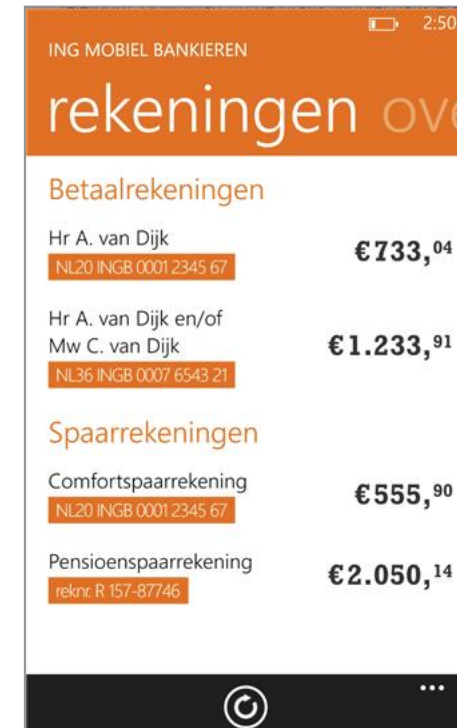 2:50
ING MOBIEL BANKIEREN
rekeningen ove
Betaalrekeningen
Hr A. van Dijk
€733,04
NL20 INGB 0001 2345 67
Hr A. van Dijk en/of
Mw C. van Dijk
€1.233,91
NL36 INGB 0007 6543 21
Spaarrekeningen
Comfortspaarrekening
€555,90
NL20 INGB 0001 2345 67
Pensioenspaarrekening
€2.050,14
reknr. R 157-87746